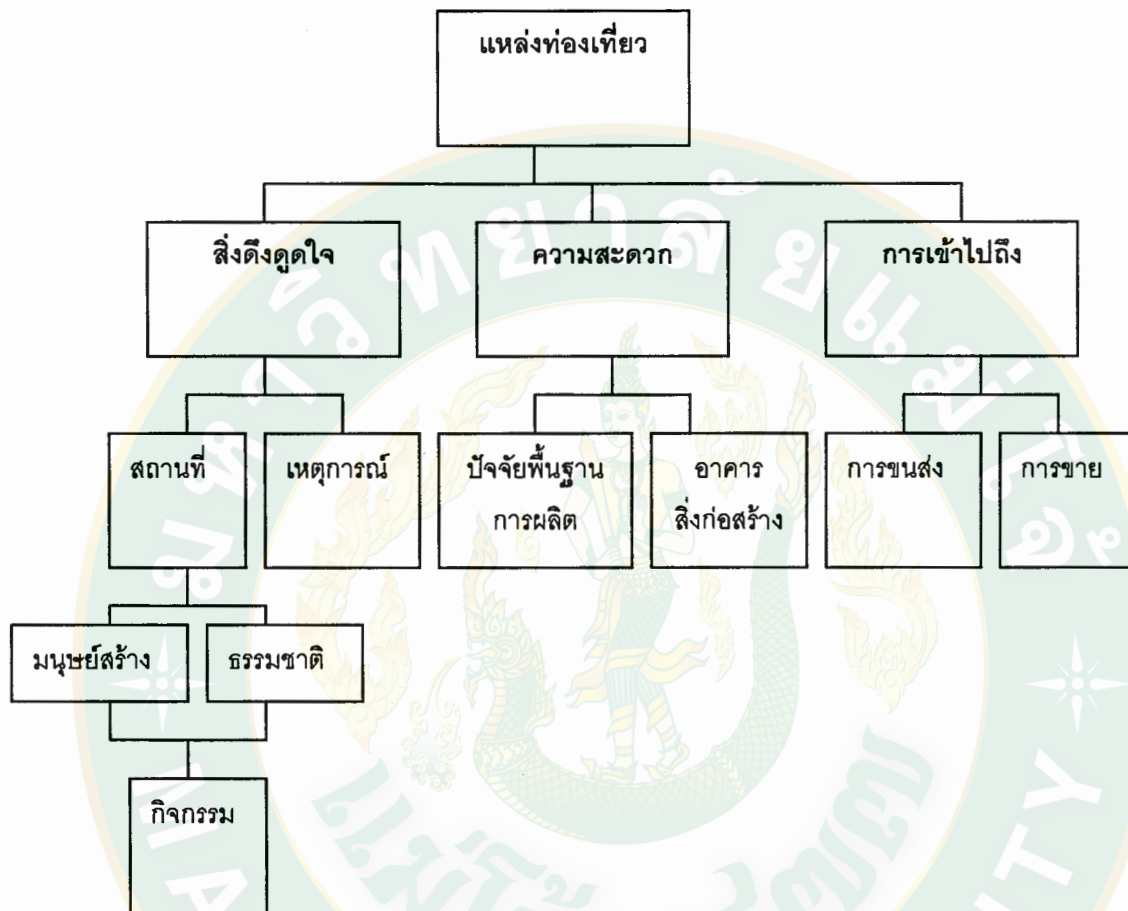 แหล่งท่องเที่ยว
สิ่งดึงดูดใจ
ความสะดวก
การเข้าไปถึง
สถานที่
เหตุการณ์
ปัจจัยพื้นฐาน
การผลิต
อาคาร
สิ่งก่อสร้าง
การขนส่ง
การขาย
มนุษย์สร้าง
ธรรมชาติ
กิจกรรม